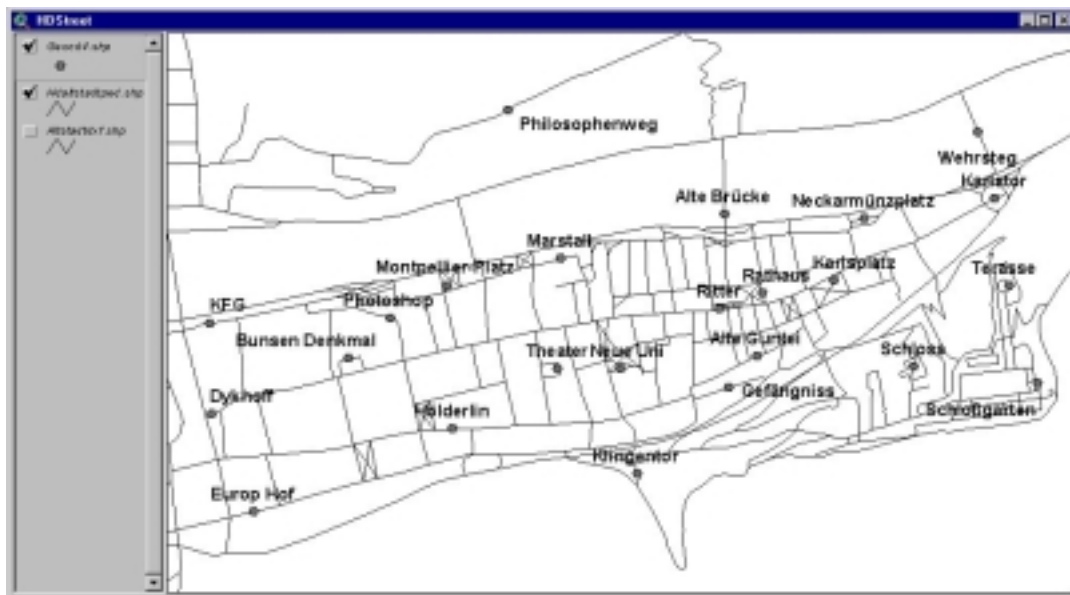 HDStreet
Philosophenweg
Wehrsteg
Karlstor
Alte Brücke
Neckarmünzplatz
Marstall
Montpellier Platz
Karlsplatz
Rathaus
Terasse
KFG
Photoshop
Ritter
Bunsen Denkmal
Theater
Neue Uni
Alte Gundel
Schloss
Dykhoff
Hölderlin
Gefängniss
Schloßgarten
Klingentor
Europ Hof